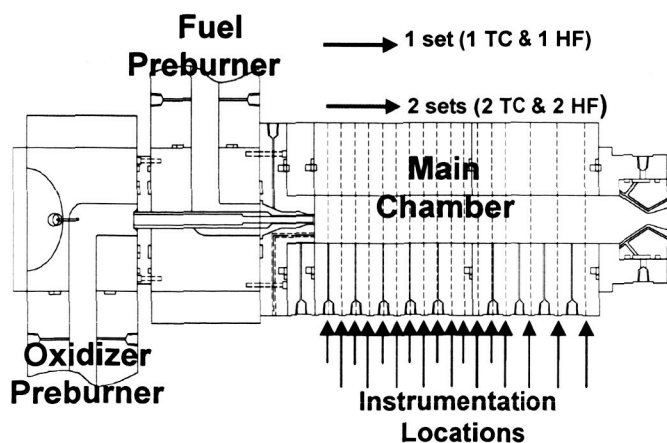 Fuel
Preburner
1 set (1 TC & 1 HF)
2 sets (2 TC & 2 HF)
Main
Chamber
Oxidizer
Preburner
Instrumentation
Locations